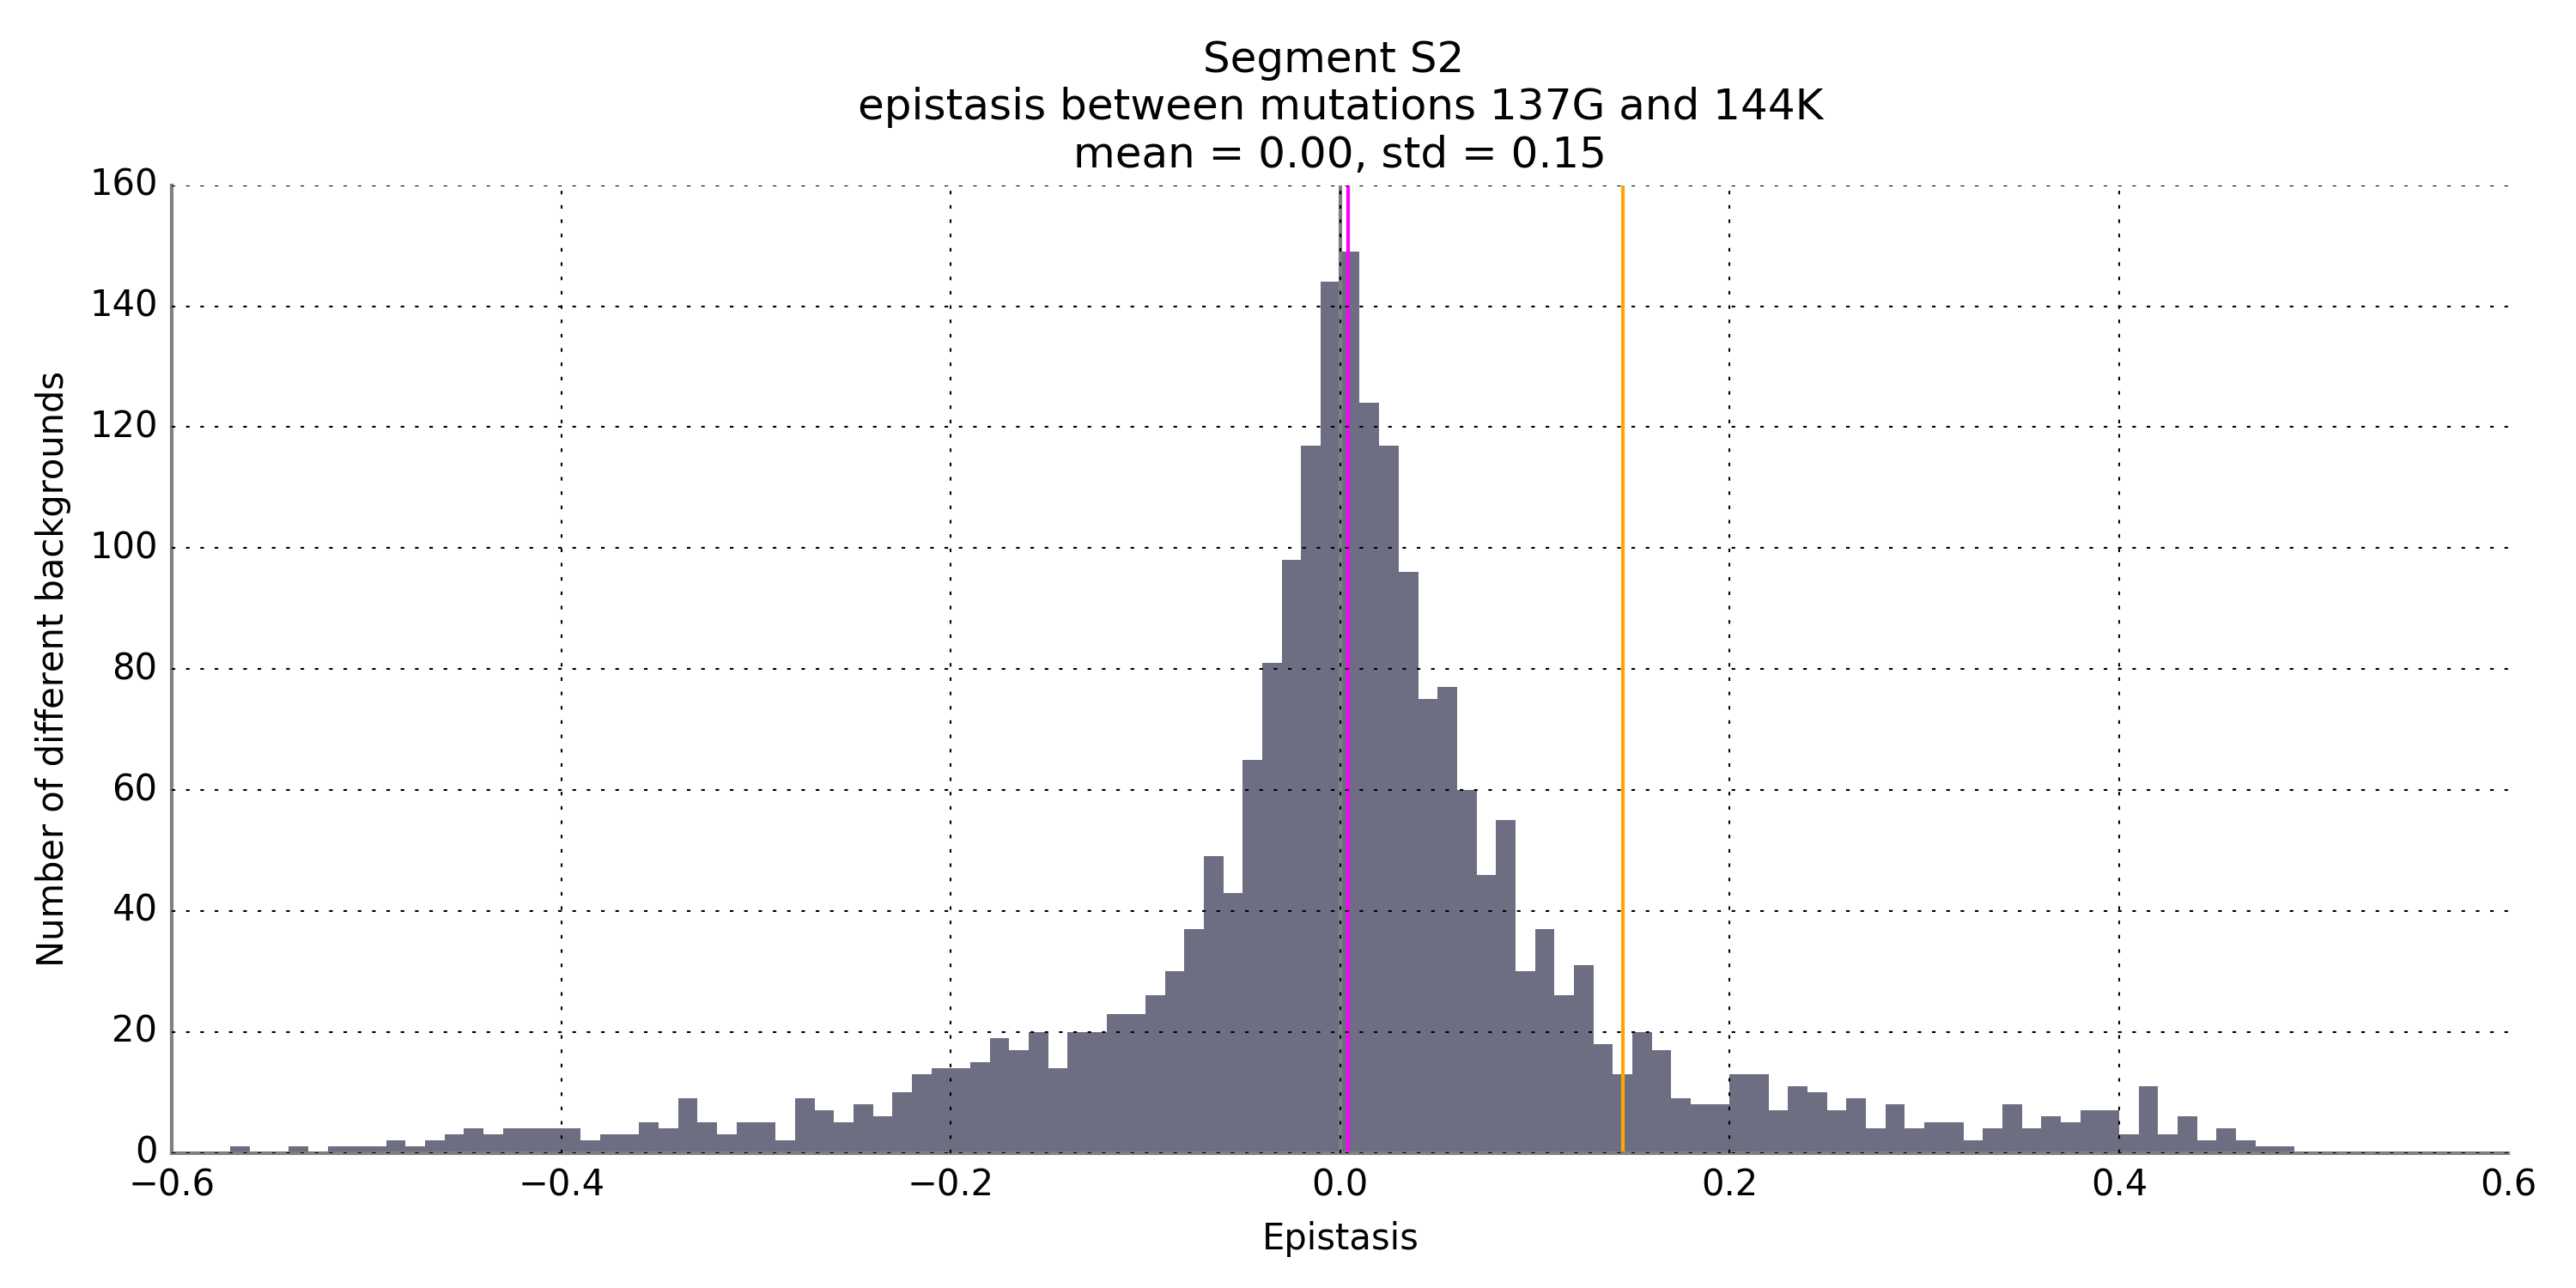 Segment S2
epistasis between mutations 137G and 144K
mean = 0.00, std = 0.15
160
140
120
100
80
60
40
20
0
Number of different backgrounds
−0.6 −0.4 −0.2 0.0 0.2 0.4 0.6
Epistasis